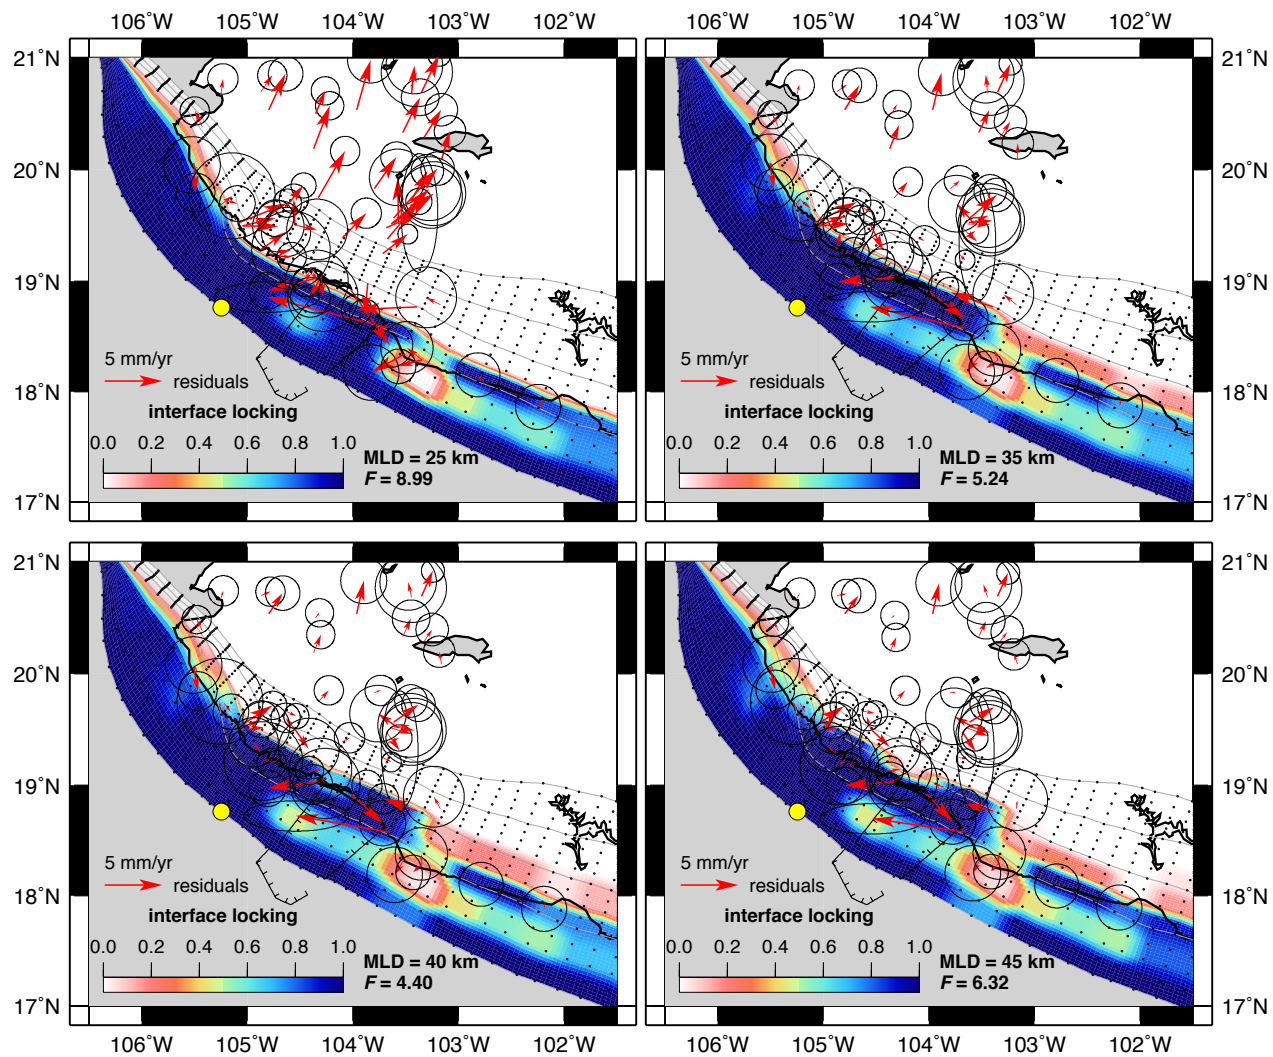 106˚W 105˚W 104˚W 103˚W 102˚W 106˚W 105˚W 104˚W 103˚W 102˚W
21˚N 21˚N
20˚N 20˚N
19˚N 19˚N
5 mm/yr 5 mm/yr
residuals residuals
18˚N 18˚N
interface locking interface locking
0.0 0.2 0.4 0.6 0.8 1.0 0.0 0.2 0.4 0.6 0.8 1.0
MLD = 25 km MLD = 35 km
F = 8.99 F = 5.24
17˚N 17˚N
21˚N 21˚N
20˚N 20˚N
19˚N 19˚N
5 mm/yr 5 mm/yr
residuals residuals
18˚N 18˚N
interface locking interface locking
0.0 0.2 0.4 0.6 0.8 1.0 0.0 0.2 0.4 0.6 0.8 1.0
MLD = 40 km MLD = 45 km
F = 4.40 F = 6.32
17˚N 17˚N
106˚W 105˚W 104˚W 103˚W 102˚W 106˚W 105˚W 104˚W 103˚W 102˚W